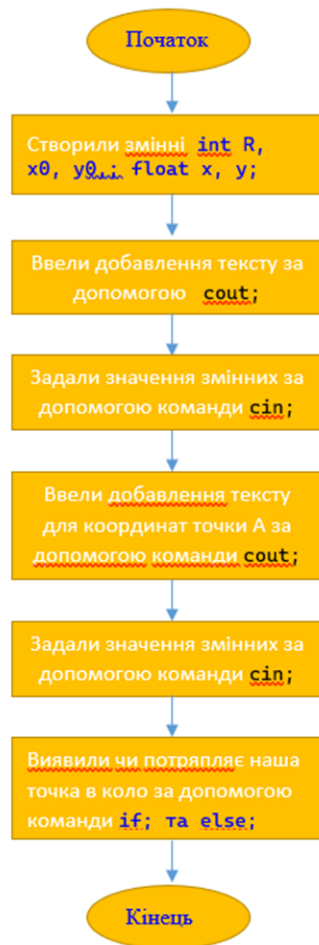 Початок
Створили змінні int R,
x0, y0,; float x, y;
Ввели добавлення тексту за
допомогою cout;
Задали значення змінних за
допомогою команди cin;
Ввели добавлення тексту
для координат точки А за
допомогою команди cout;
Задали значення змінних за
допомогою команди cin;
Виявили чи потряпляє наша
точка в коло за допомогою
команди if; та else;
Кінець